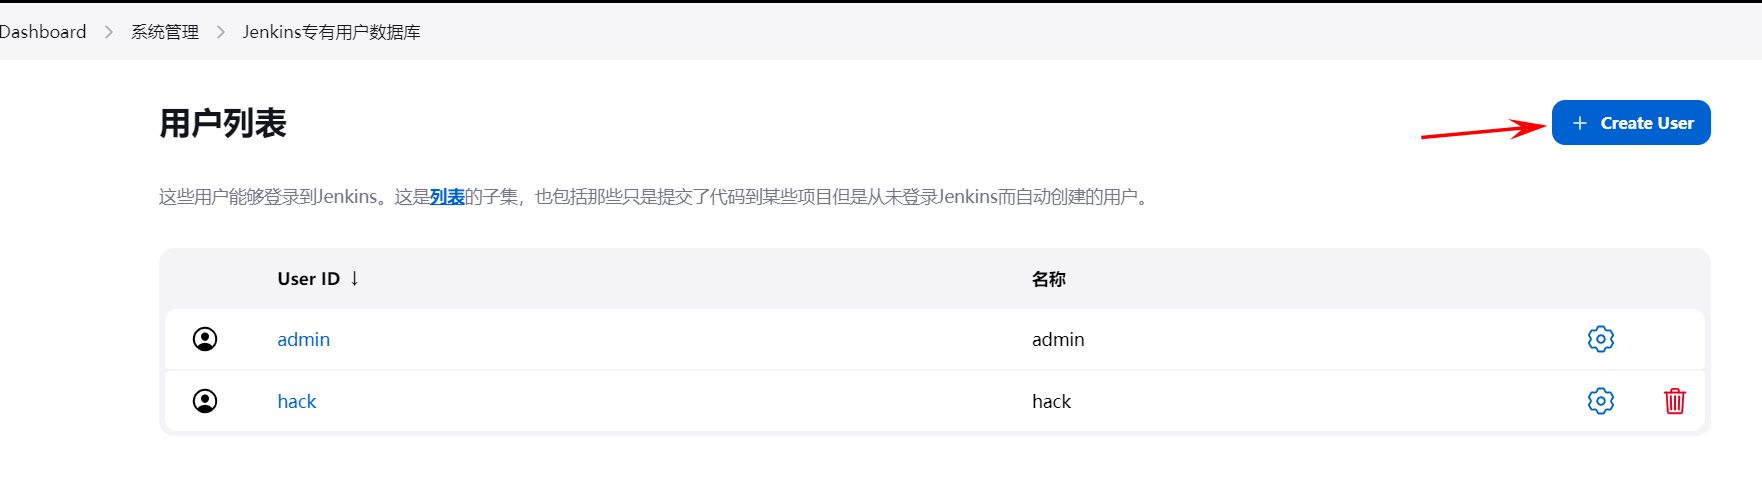 Dashboard > 系统管理 > Jenkins专有用户数据库
用户列表
+ Create User
这些用户能够登录到Jenkins。这是列表的子集，也包括那些只是提交了代码到某些项目但是从未登录Jenkins而自动创建的用户。
User ID ↓ 名称
admin admin
hack hack